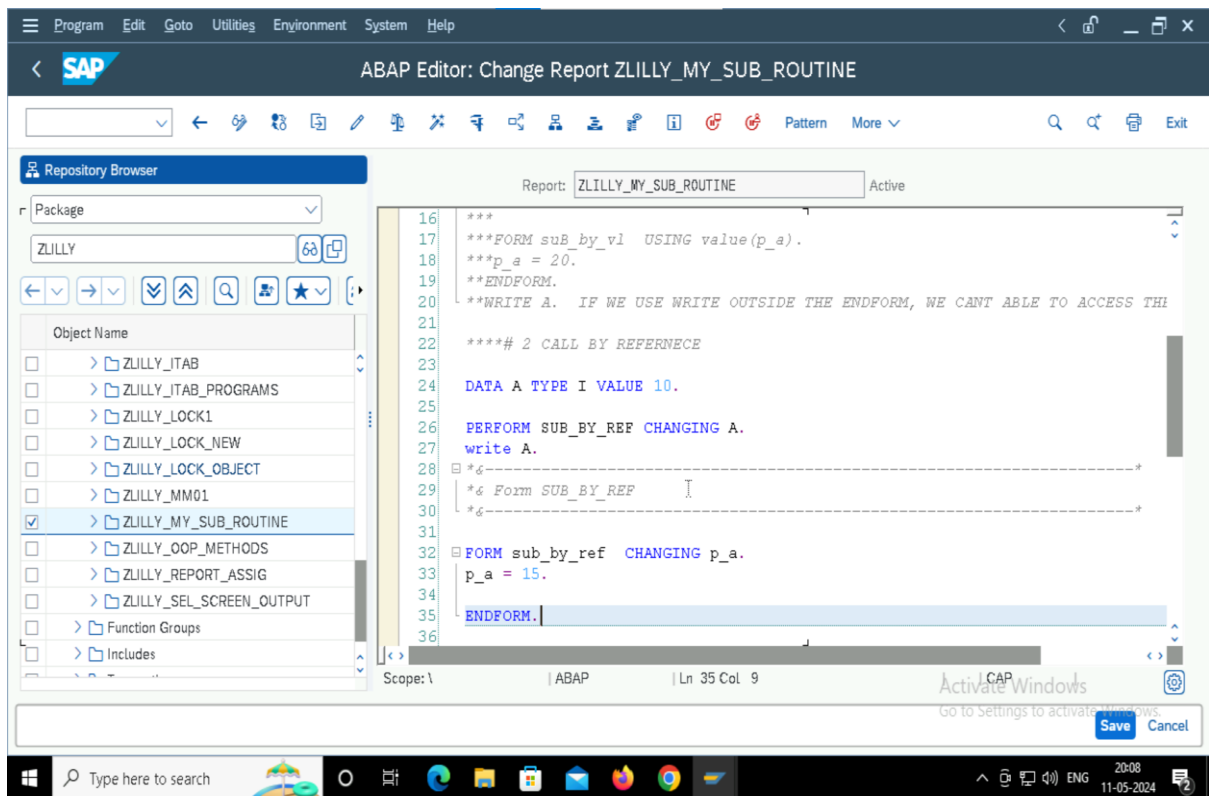 Program Edit Goto Utilities Environment System Help
SAP
ABAP Editor: Change Report ZLILLY_MY_SUB_ROUTINE
Pattern More Exit
Repository Browser
Package
ZLILLY
Object Name
ZLILLY_ITAB
ZLILLY_ITAB_PROGRAMS
ZLILLY_LOCK1
ZLILLY_LOCK_NEW
ZLILLY_LOCK_OBJECT
ZLILLY_MM01
ZLILLY_MY_SUB_ROUTINE
ZLILLY_OOP_METHODS
ZLILLY_REPORT_ASSIG
ZLILLY_SEL_SCREEN_OUTPUT
Function Groups
Includes
Report: ZLILLY_MY_SUB_ROUTINE Active
16 ***
17 ***FORM suB_by_vl USING value(p_a).
18 ***p_a = 20.
19 **ENDFORM.
20 **WRITE A. IF WE USE WRITE OUTSIDE THE ENDFORM, WE CANT ABLE TO ACCESS THE
21
22 ****# 2 CALL BY REFERNECE
23
24 DATA A TYPE I VALUE 10.
25
26 PERFORM SUB_BY_REF CHANGING A.
27 write A.
28 *&---------------------------------------------------------------------*
29 *& Form SUB_BY_REF
30 *&---------------------------------------------------------------------*
31
32 FORM sub_by_ref CHANGING p_a.
33 p_a = 15.
34
35 ENDFORM.
36
Scope: \ ABAP Ln 35 Col 9 CAP
Activate Windows
Go to Settings to activate Windows.
Save Cancel
Type here to search
ENG
20:08
11-05-2024
2